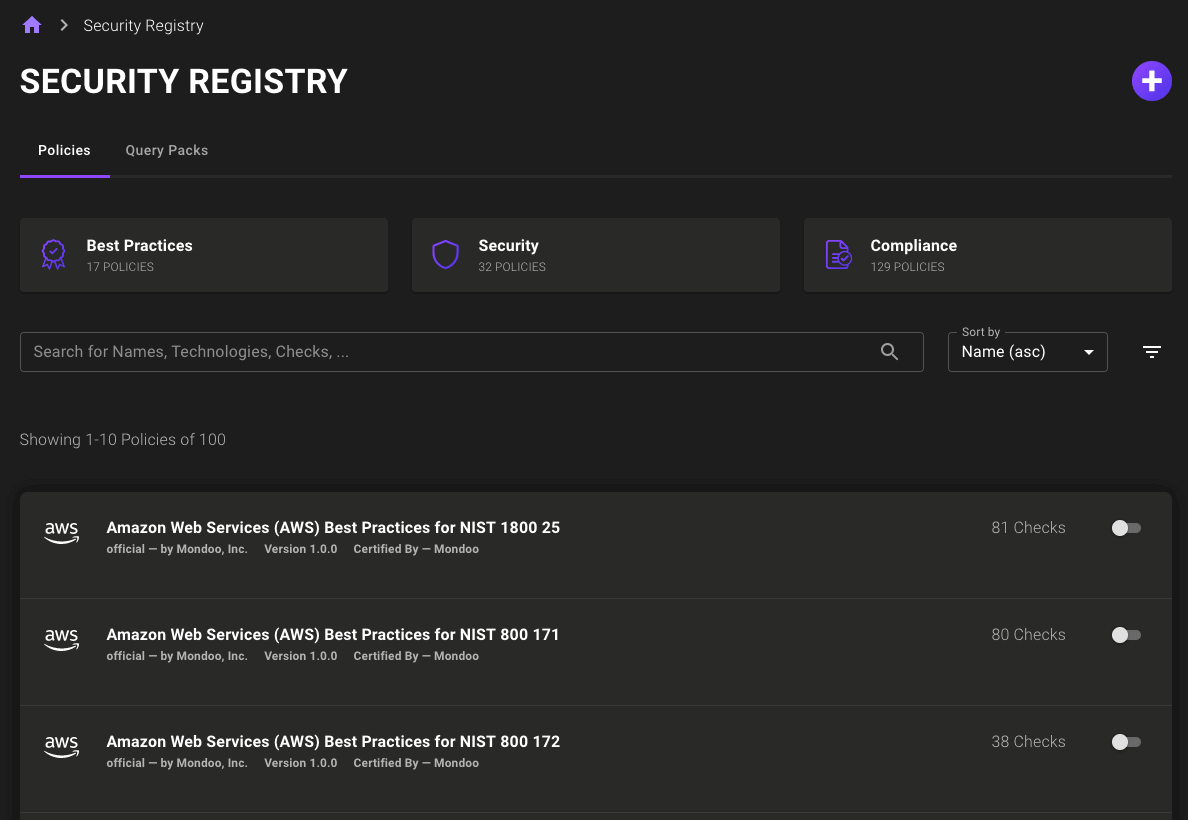 Security Registry
SECURITY REGISTRY
Policies Query Packs
Best Practices
17 POLICIES
Security
32 POLICIES
Compliance
129 POLICIES
Search for Names, Technologies, Checks, ...
Sort by
Name (asc)
Showing 1-10 Policies of 100
aws
Amazon Web Services (AWS) Best Practices for NIST 1800 25
official — by Mondoo, Inc. Version 1.0.0 Certified By — Mondoo
81 Checks
aws
Amazon Web Services (AWS) Best Practices for NIST 800 171
official — by Mondoo, Inc. Version 1.0.0 Certified By — Mondoo
80 Checks
aws
Amazon Web Services (AWS) Best Practices for NIST 800 172
official — by Mondoo, Inc. Version 1.0.0 Certified By — Mondoo
38 Checks